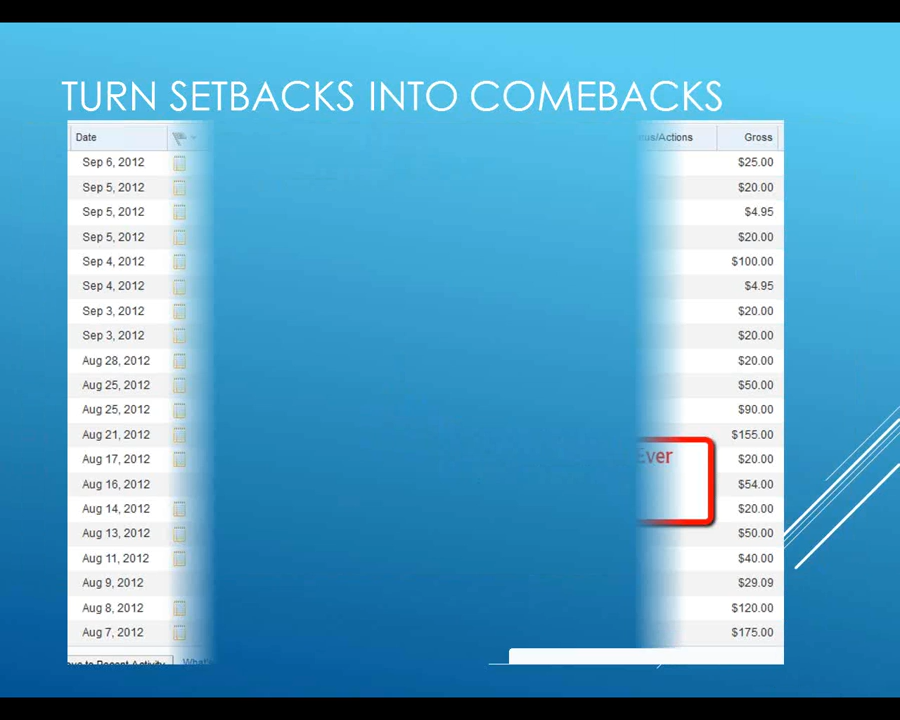 TURN SETBACKS INTO COMEBACKS
Date Gross
Sep 6, 2012 $25.00
Sep 5, 2012 $20.00
Sep 5, 2012 $4.95
Sep 5, 2012 $20.00
Sep 4, 2012 $100.00
Sep 4, 2012 $4.95
Sep 3, 2012 $20.00
Sep 3, 2012 $20.00
Aug 28, 2012 $20.00
Aug 25, 2012 $50.00
Aug 25, 2012 $90.00
Aug 21, 2012 $155.00
Aug 17, 2012 Ever $20.00
Aug 16, 2012 $54.00
Aug 14, 2012 $20.00
Aug 13, 2012 $50.00
Aug 11, 2012 $40.00
Aug 9, 2012 $29.09
Aug 8, 2012 $120.00
Aug 7, 2012 $175.00
to Recent Activity